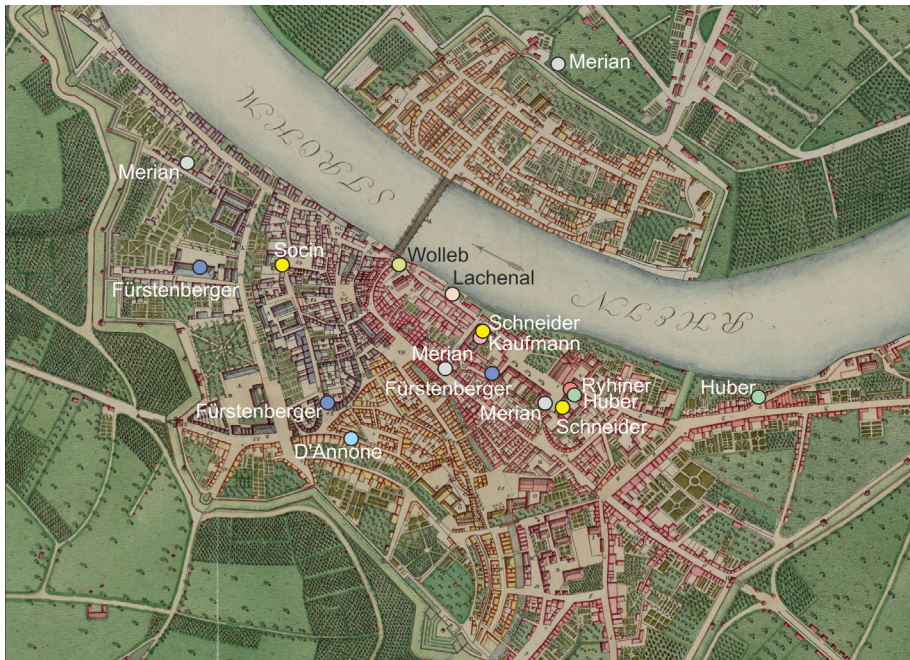 Merian
STROHM
Merian
Socin
Wolleb
Fürstenberger
Lachenal
RHEIN
Schneider
Kaufmann
Merian
Fürstenberger
Ryhiner
Huber
Huber
Fürstenberger
Merian
Schneider
D'Annone